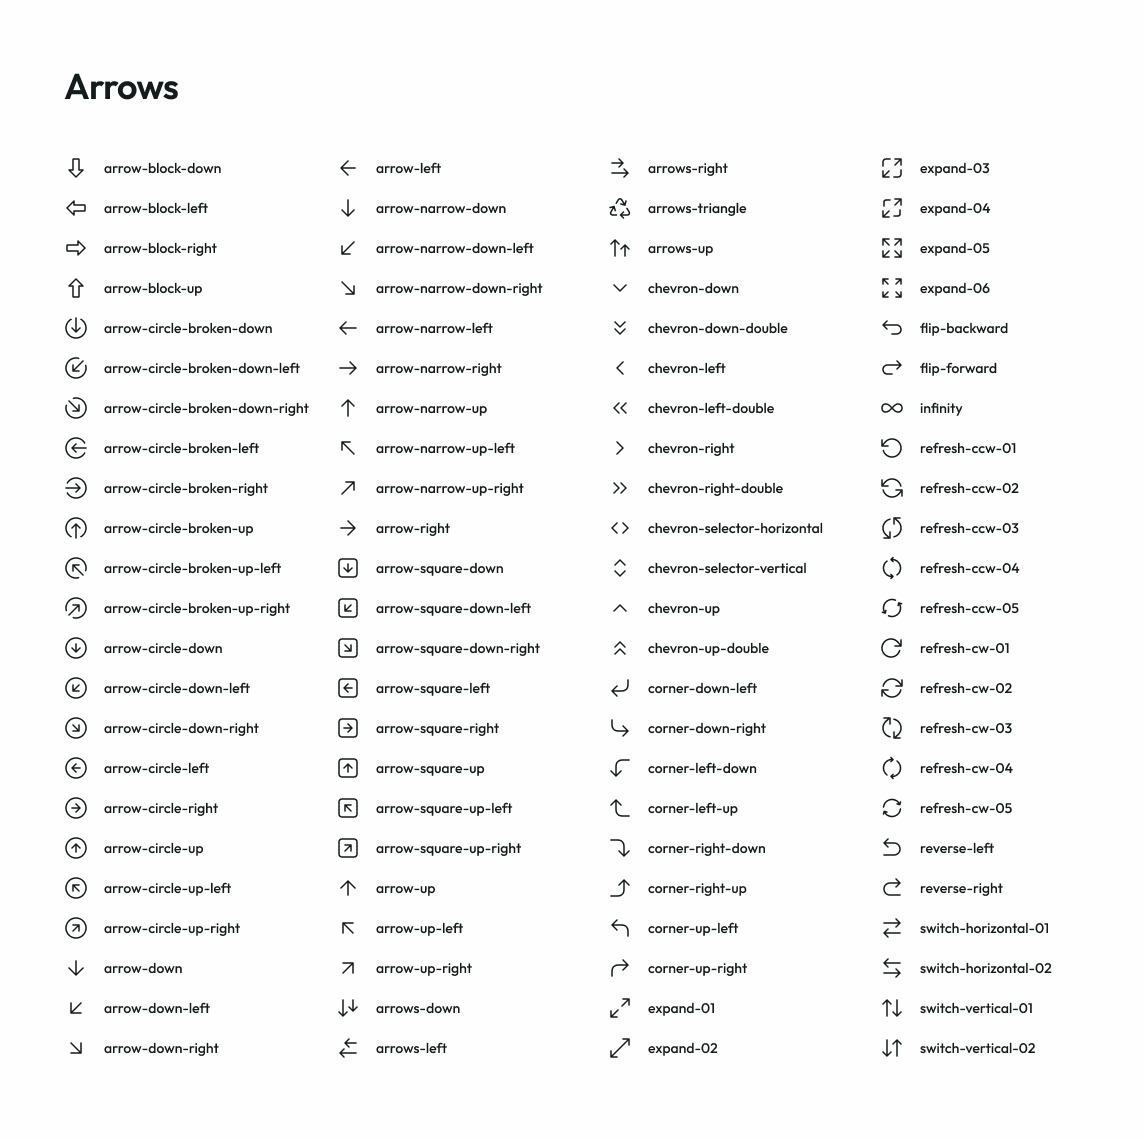 Arrows
arrow-block-down
arrow-block-left
arrow-block-right
arrow-block-up
arrow-circle-broken-down
arrow-circle-broken-down-left
arrow-circle-broken-down-right
arrow-circle-broken-left
arrow-circle-broken-right
arrow-circle-broken-up
arrow-circle-broken-up-left
arrow-circle-broken-up-right
arrow-circle-down
arrow-circle-down-left
arrow-circle-down-right
arrow-circle-left
arrow-circle-right
arrow-circle-up
arrow-circle-up-left
arrow-circle-up-right
arrow-down
arrow-down-left
arrow-down-right
arrow-left
arrow-narrow-down
arrow-narrow-down-left
arrow-narrow-down-right
arrow-narrow-left
arrow-narrow-right
arrow-narrow-up
arrow-narrow-up-left
arrow-narrow-up-right
arrow-right
arrow-square-down
arrow-square-down-left
arrow-square-down-right
arrow-square-left
arrow-square-right
arrow-square-up
arrow-square-up-left
arrow-square-up-right
arrow-up
arrow-up-left
arrow-up-right
arrows-down
arrows-left
arrows-right
arrows-triangle
arrows-up
chevron-down
chevron-down-double
chevron-left
chevron-left-double
chevron-right
chevron-right-double
chevron-selector-horizontal
chevron-selector-vertical
chevron-up
chevron-up-double
corner-down-left
corner-down-right
corner-left-down
corner-left-up
corner-right-down
corner-right-up
corner-up-left
corner-up-right
expand-01
expand-02
expand-03
expand-04
expand-05
expand-06
flip-backward
flip-forward
infinity
refresh-ccw-01
refresh-ccw-02
refresh-ccw-03
refresh-ccw-04
refresh-ccw-05
refresh-cw-01
refresh-cw-02
refresh-cw-03
refresh-cw-04
refresh-cw-05
reverse-left
reverse-right
switch-horizontal-01
switch-horizontal-02
switch-vertical-01
switch-vertical-02